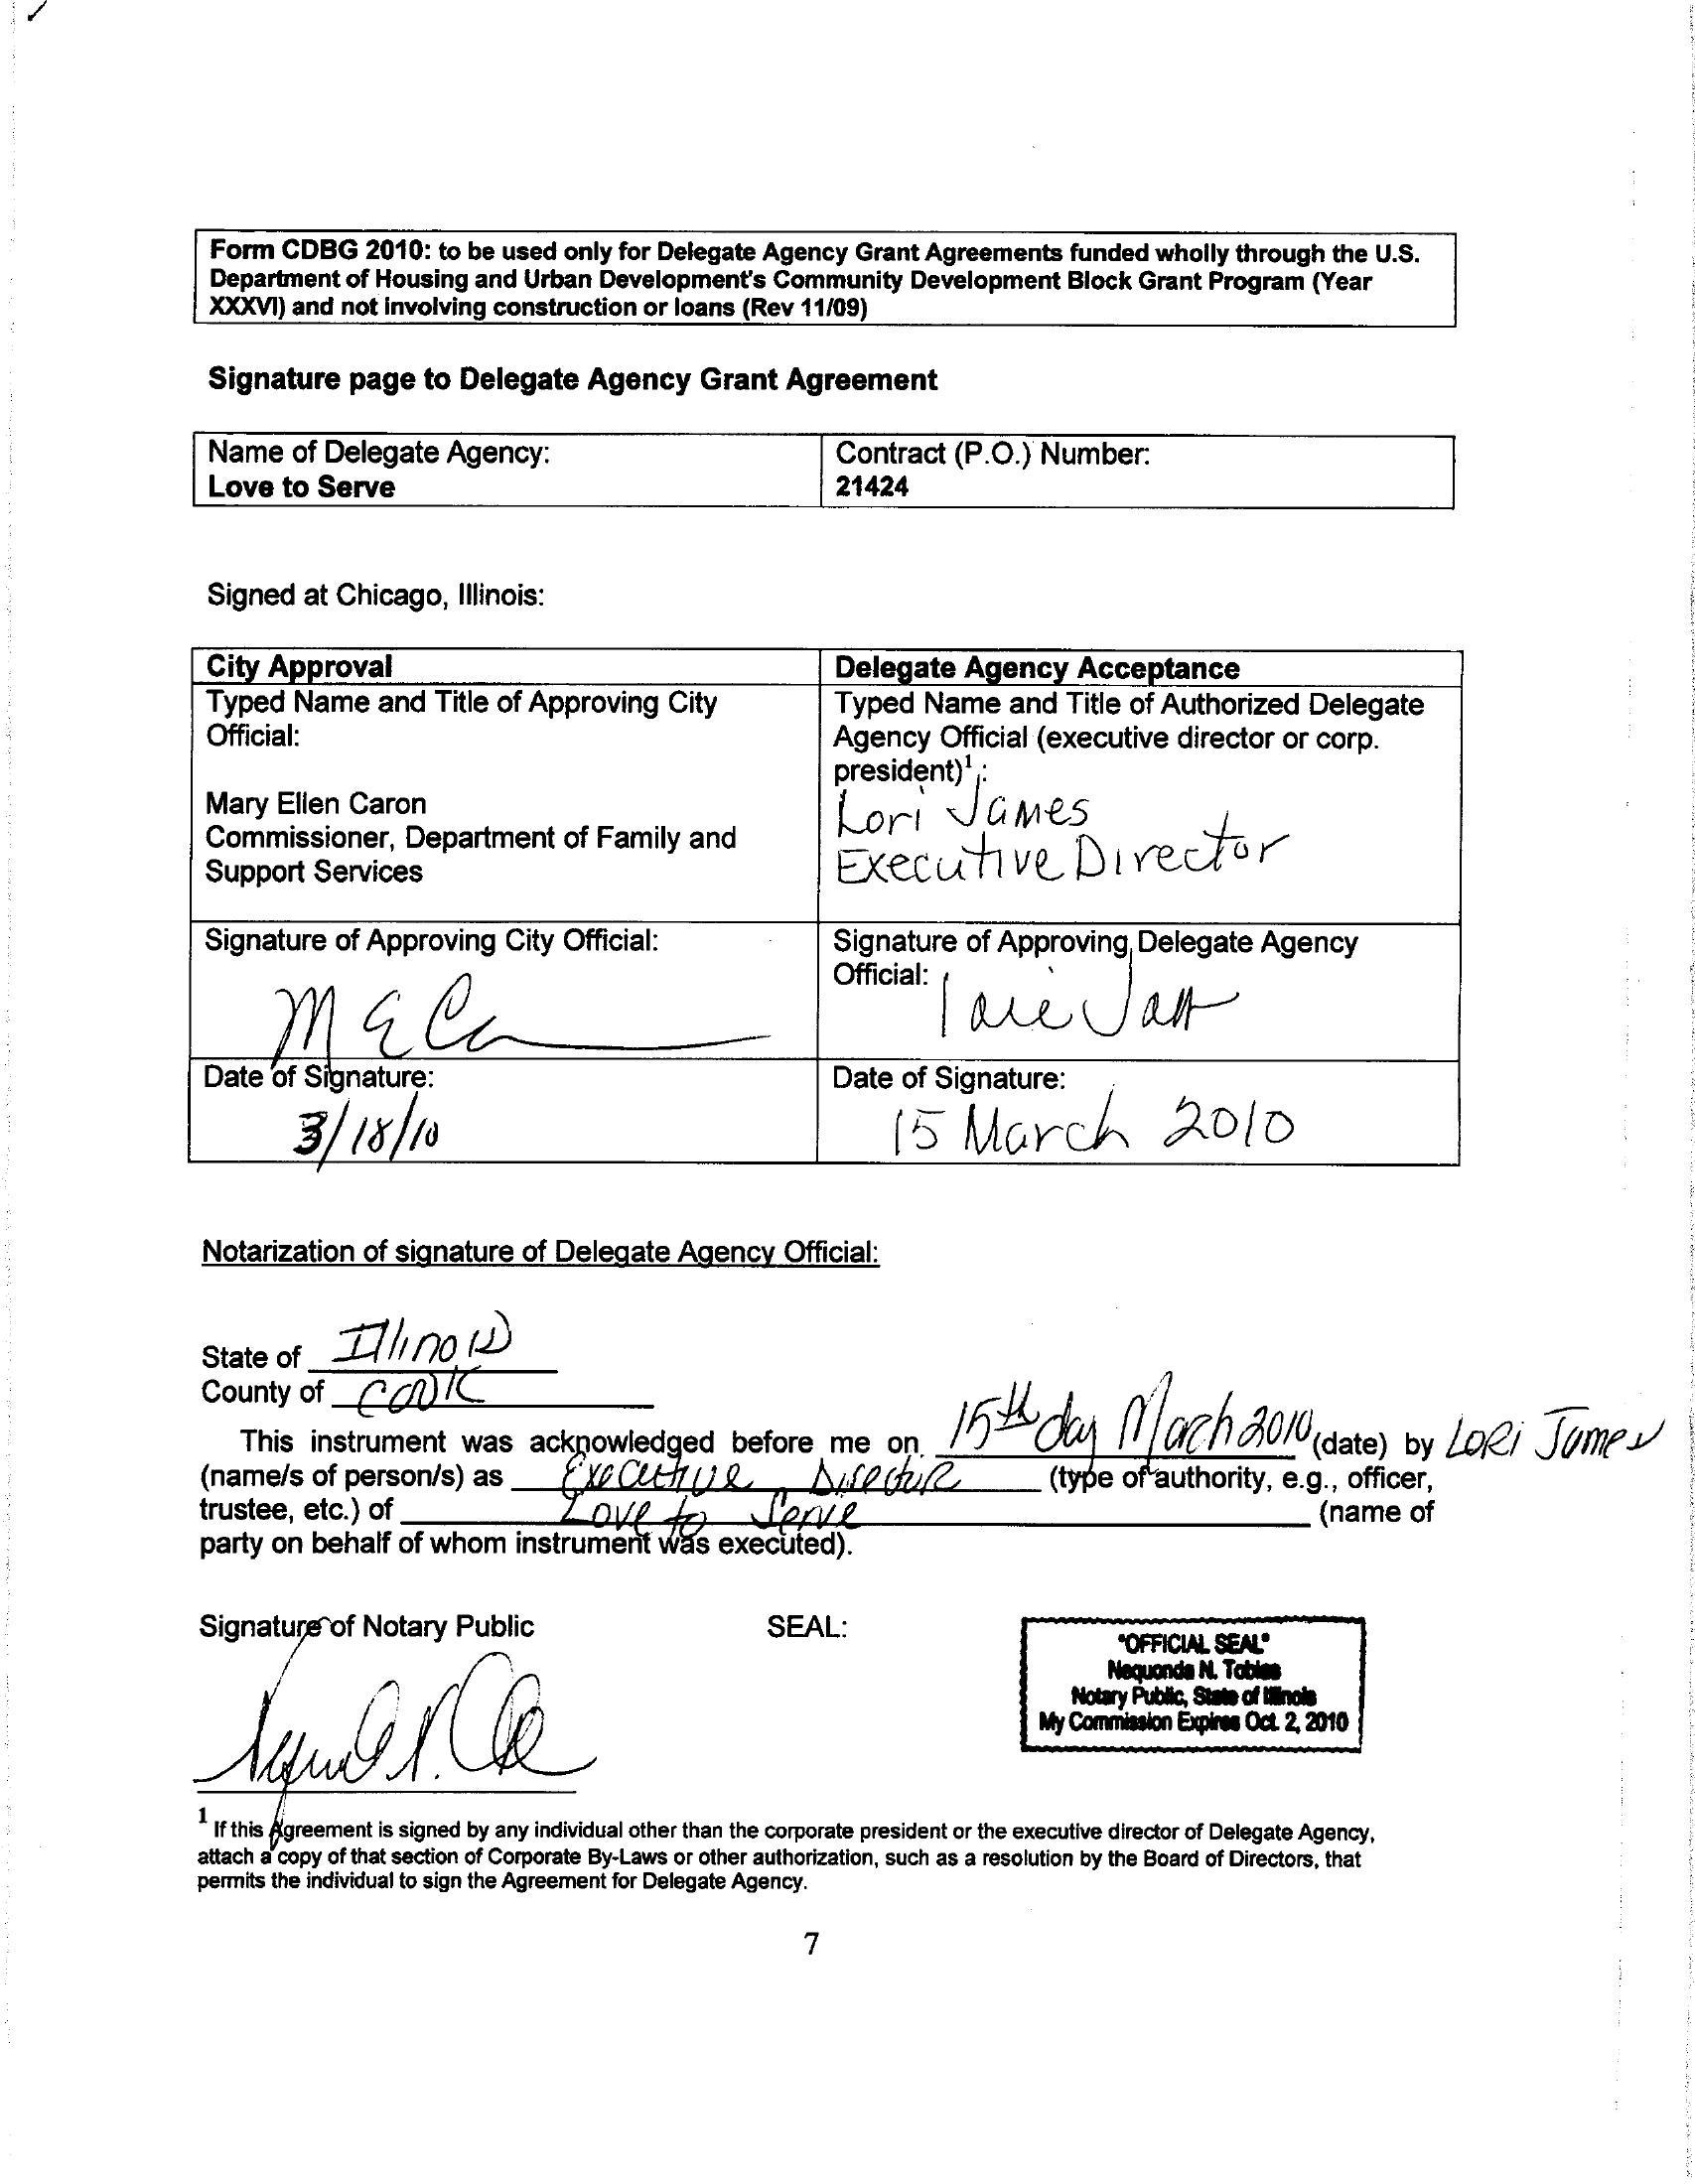 Form CDBG 2010: to be used only for Delegate Agency Grant Agreements funded wholly through the U.S.
Department of Housing and Urban Development's Community Development Block Grant Program (Year
XXXVI) and not involving construction or loans (Rev 11/09)
Signature page to Delegate Agency Grant Agreement
Name of Delegate Agency:
Love to Serve
Contract (P.O.) Number:
21424
Signed at Chicago, Illinois:
City Approval
Typed Name and Title of Approving City
Official:
Mary Ellen Caron
Commissioner, Department of Family and
Support Services
Delegate Agency Acceptance
Typed Name and Title of Authorized Delegate
Agency Official (executive director or corp.
president)¹:
Lori James
Executive Director
Signature of Approving City Official:
Signature of Approving Delegate Agency
Official:
Date of Signature:
3/18/10
Date of Signature:
15 March 2010
Notarization of signature of Delegate Agency Official:
State of Illinois
County of Cook
This instrument was acknowledged before me on 15th day March 2010 (date) by Lori James
(name/s of person/s) as Executive Director (type of authority, e.g., officer,
trustee, etc.) of Love to Serve (name of
party on behalf of whom instrument was executed).
Signature of Notary Public
SEAL:
"OFFICIAL SEAL"
Nequonda N. Tobias
Notary Public, State of Illinois
My Commission Expires Oct. 2, 2010
1 If this Agreement is signed by any individual other than the corporate president or the executive director of Delegate Agency,
attach a copy of that section of Corporate By-Laws or other authorization, such as a resolution by the Board of Directors, that
permits the individual to sign the Agreement for Delegate Agency.
7